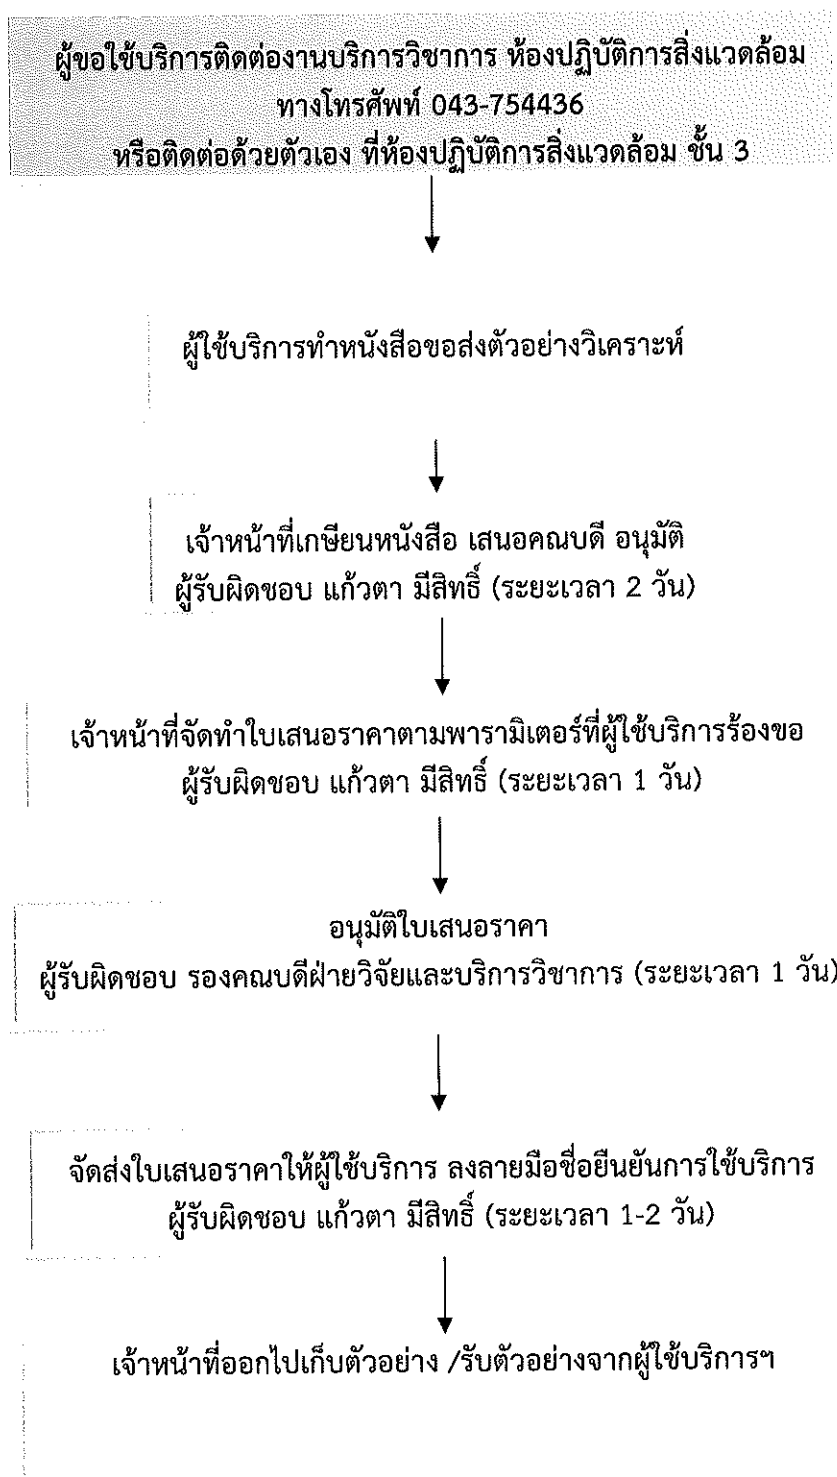 ผู้ขอใช้บริการติดต่องานบริการวิชาการ ห้องปฏิบัติการสิ่งแวดล้อม
ทางโทรศัพท์ 043-754436
หรือติดต่อด้วยตัวเอง ที่ห้องปฏิบัติการสิ่งแวดล้อม ชั้น 3
ผู้ใช้บริการทำหนังสือขอส่งตัวอย่างวิเคราะห์
เจ้าหน้าที่เกษียนหนังสือ เสนอคณบดี อนุมัติ
ผู้รับผิดชอบ แก้วตา มีสิทธิ์ (ระยะเวลา 2 วัน)
เจ้าหน้าที่จัดทำใบเสนอราคาตามพารามิเตอร์ที่ผู้ใช้บริการร้องขอ
ผู้รับผิดชอบ แก้วตา มีสิทธิ์ (ระยะเวลา 1 วัน)
อนุมัติใบเสนอราคา
ผู้รับผิดชอบ รองคณบดีฝ่ายวิจัยและบริการวิชาการ (ระยะเวลา 1 วัน)
จัดส่งใบเสนอราคาให้ผู้ใช้บริการ ลงลายมือชื่อยืนยันการใช้บริการ
ผู้รับผิดชอบ แก้วตา มีสิทธิ์ (ระยะเวลา 1-2 วัน)
เจ้าหน้าที่ออกไปเก็บตัวอย่าง /รับตัวอย่างจากผู้ใช้บริการฯ